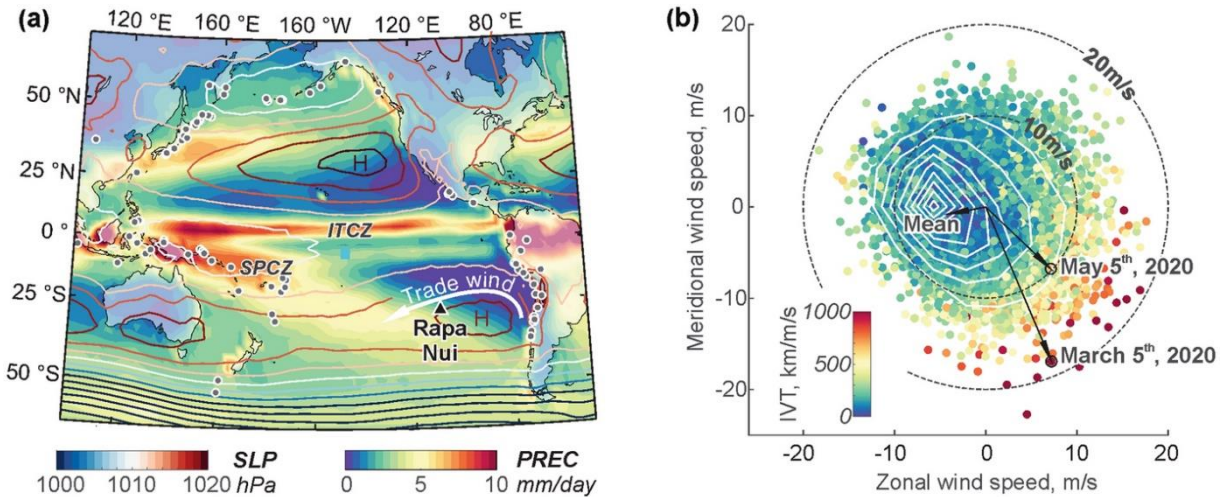 (a)
120 °E 160 °E 160 °W 120 °W 80 °E
50 °N
25 °N
0 °
25 °S
50 °S
H
ITCZ
SPCZ
Trade wind
H
Rapa
Nui
SLP
1000 1010 1020 hPa
PREC
0 5 10
mm/day
(b)
Meridional wind speed, m/s
20
10
0
-10
-20
20m/s
10m/s
Mean
May 5th, 2020
March 5th, 2020
IVT, km/m/s
1000
500
0
-20 -10 0 10 20
Zonal wind speed, m/s